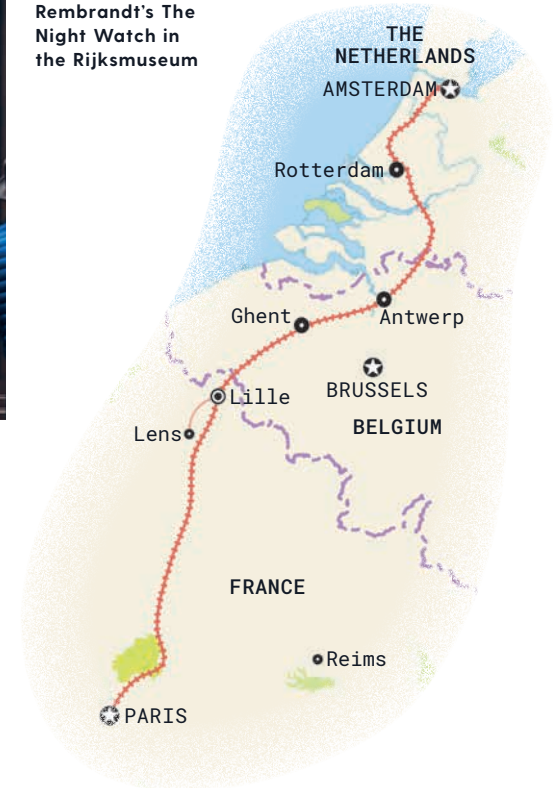 Rembrandt’s The
Night Watch in
the Rijksmuseum
THE
NETHERLANDS
AMSTERDAM
Rotterdam
Ghent
Antwerp
BRUSSELS
Lille
BELGIUM
Lens
FRANCE
Reims
PARIS